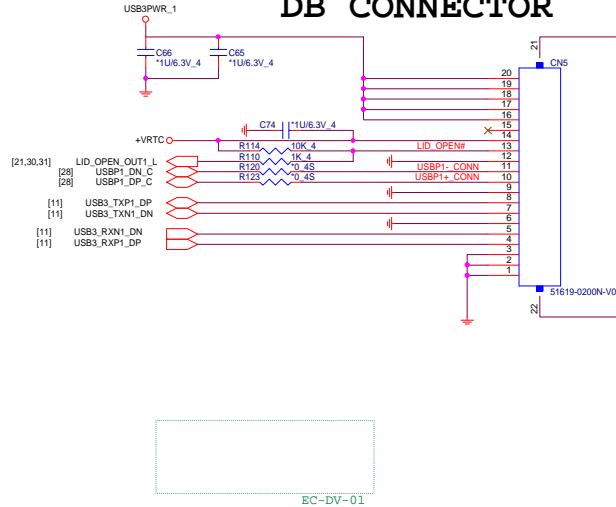 DB CONNECTOR
USB3PWR_1
C66
*1U/6.3V_4
C65
*1U/6.3V_4
21
CN5
20
19
18
17
16
15
14
13
12
11
10
9
8
7
6
5
4
3
2
1
C74 *1U/6.3V_4
+VRTC
R114 10K_4 LID_OPEN#
[21,30,31] LID_OPEN_OUT1_L R110 1K_4
[28] USBP1_DN_C R120 *0_4S USBP1-_CONN
[28] USBP1_DP_C R123 *0_4S USBP1+_CONN
[11] USB3_TXP1_DP
[11] USB3_TXN1_DN
[11] USB3_RXN1_DN
[11] USB3_RXP1_DP
22
51619-0200N-V0
EC-DV-01